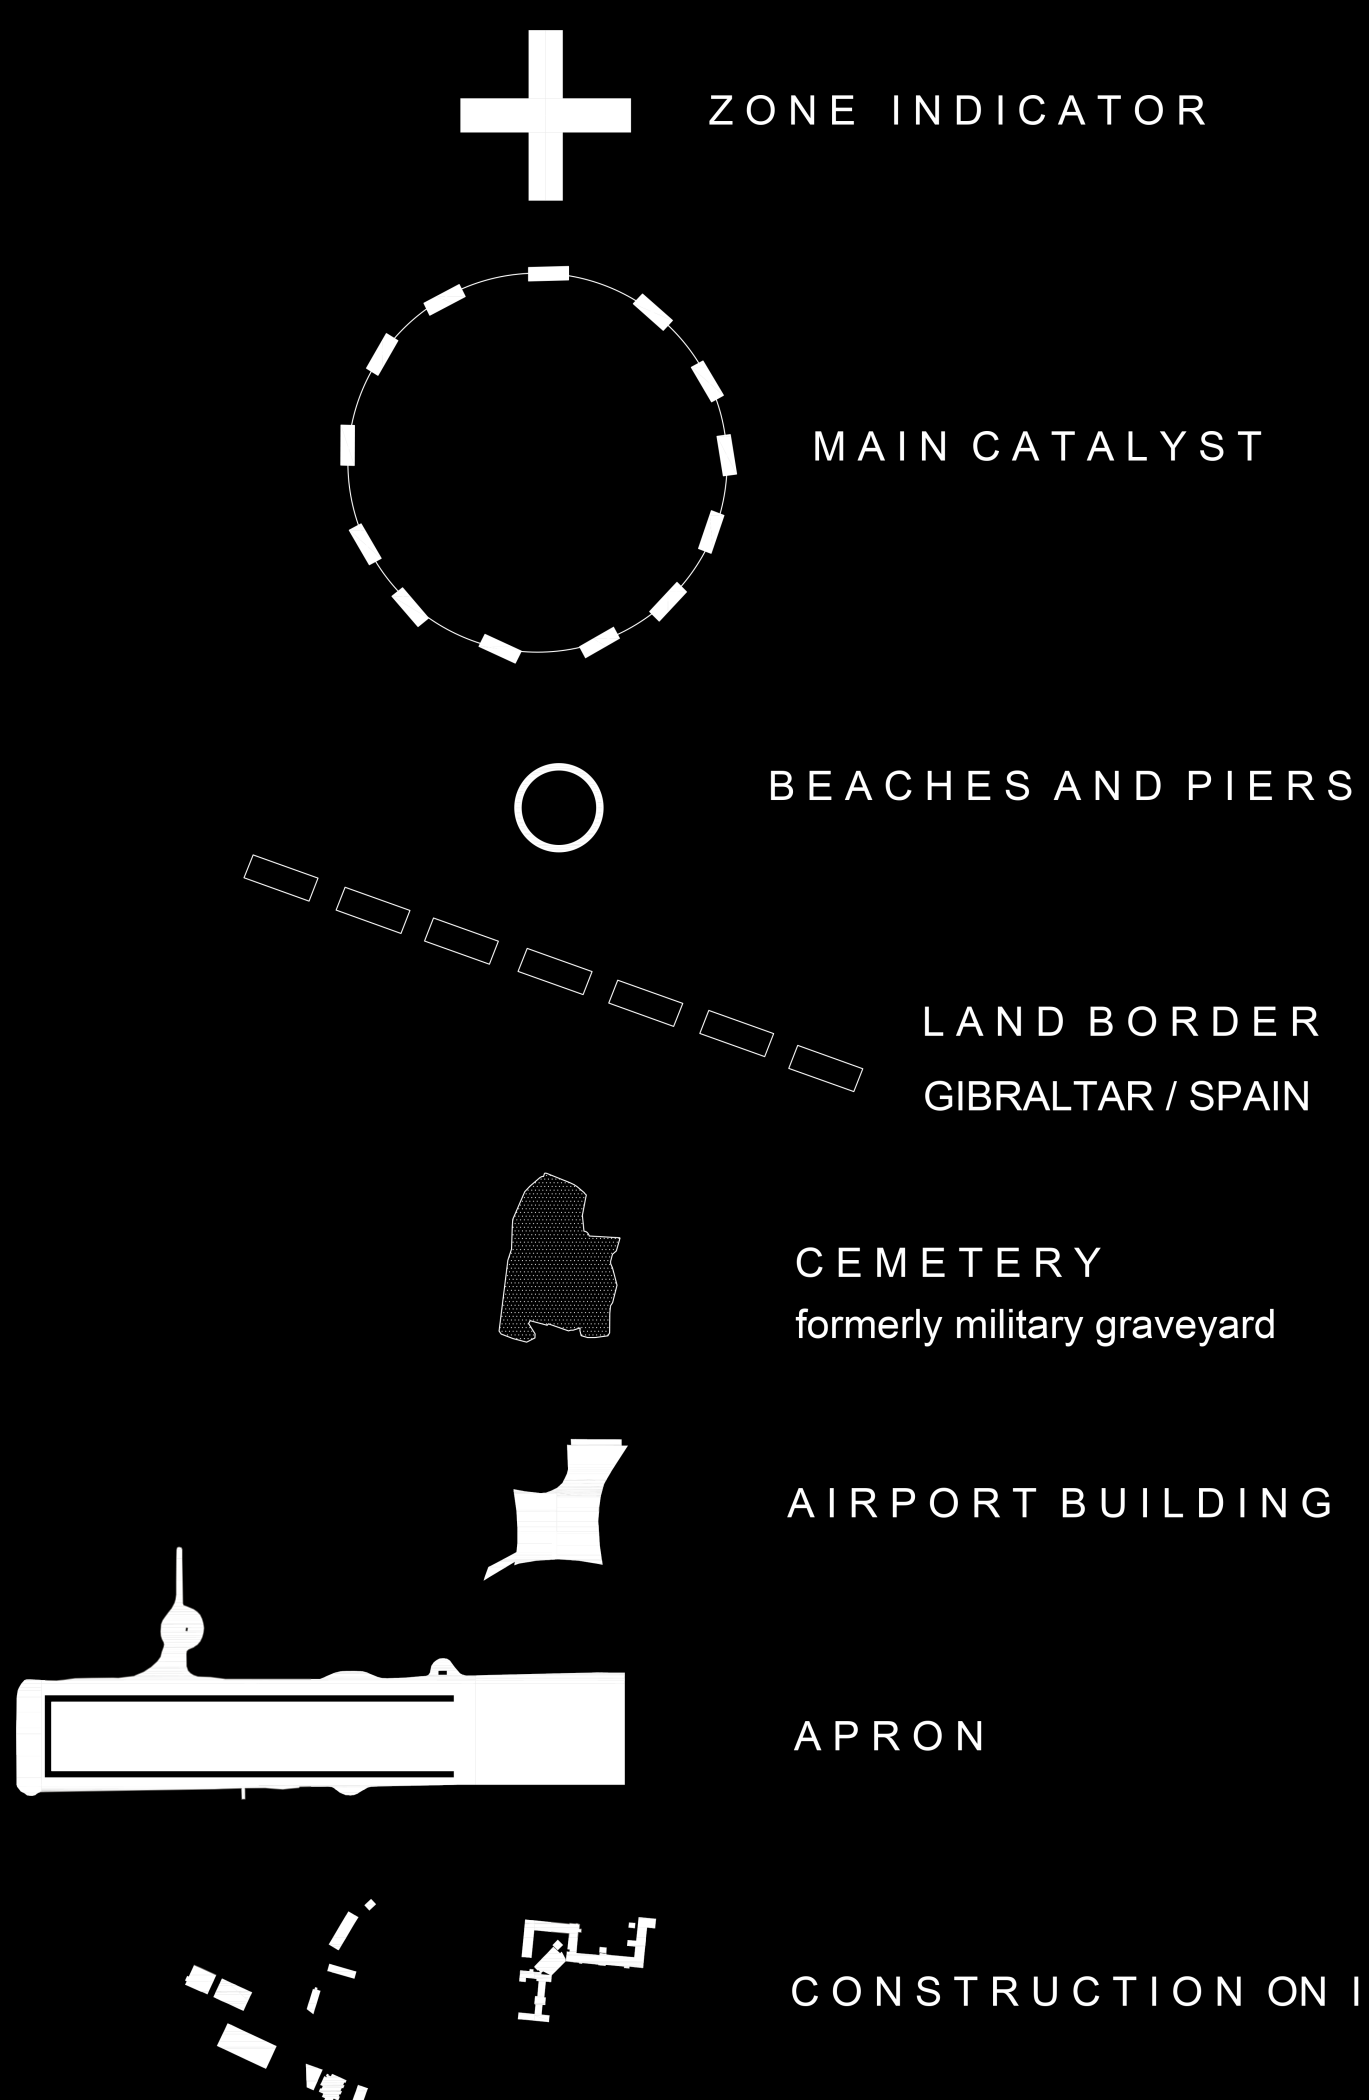 ZONE INDICATOR
MAIN CATALYST
BEACHES AND PIERS
LAND BORDER
GIBRALTAR / SPAIN
CEMETERY
formerly military graveyard
AIRPORT BUILDING
APRON
CONSTRUCTION ON